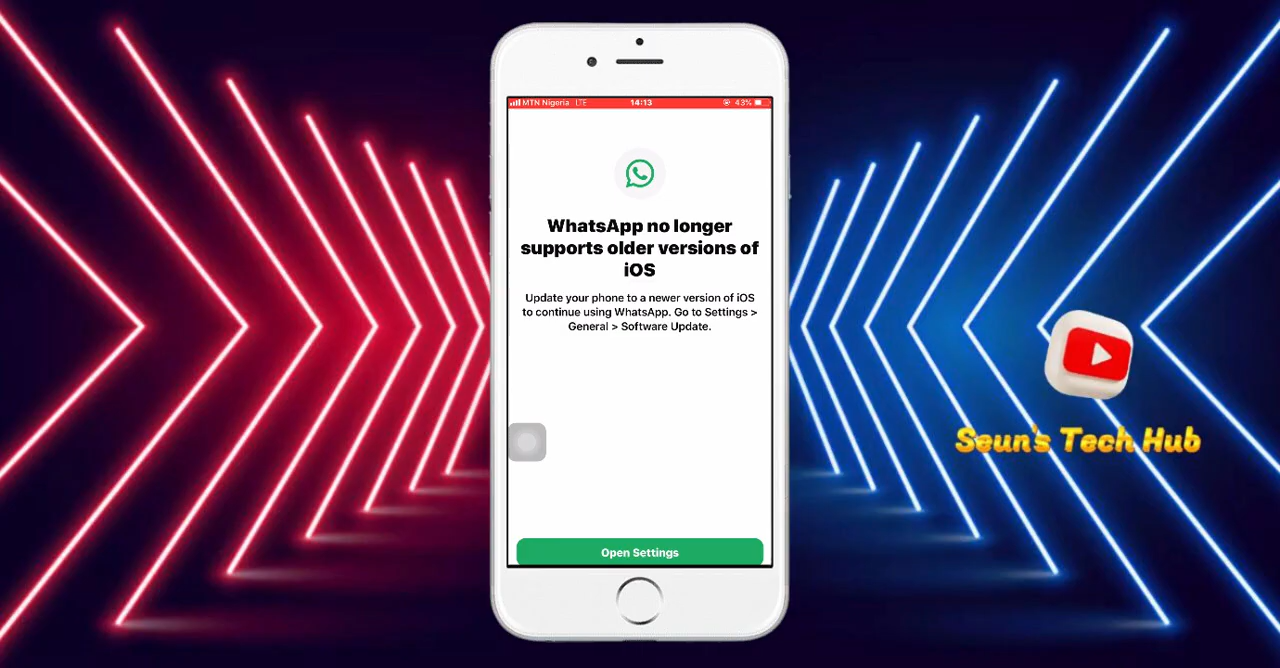 MTN Nigeria LTE 14:13 43%
WhatsApp no longer
supports older versions of
iOS
Update your phone to a newer version of iOS
to continue using WhatsApp. Go to Settings >
General > Software Update.
Seun's Tech Hub
Open Settings